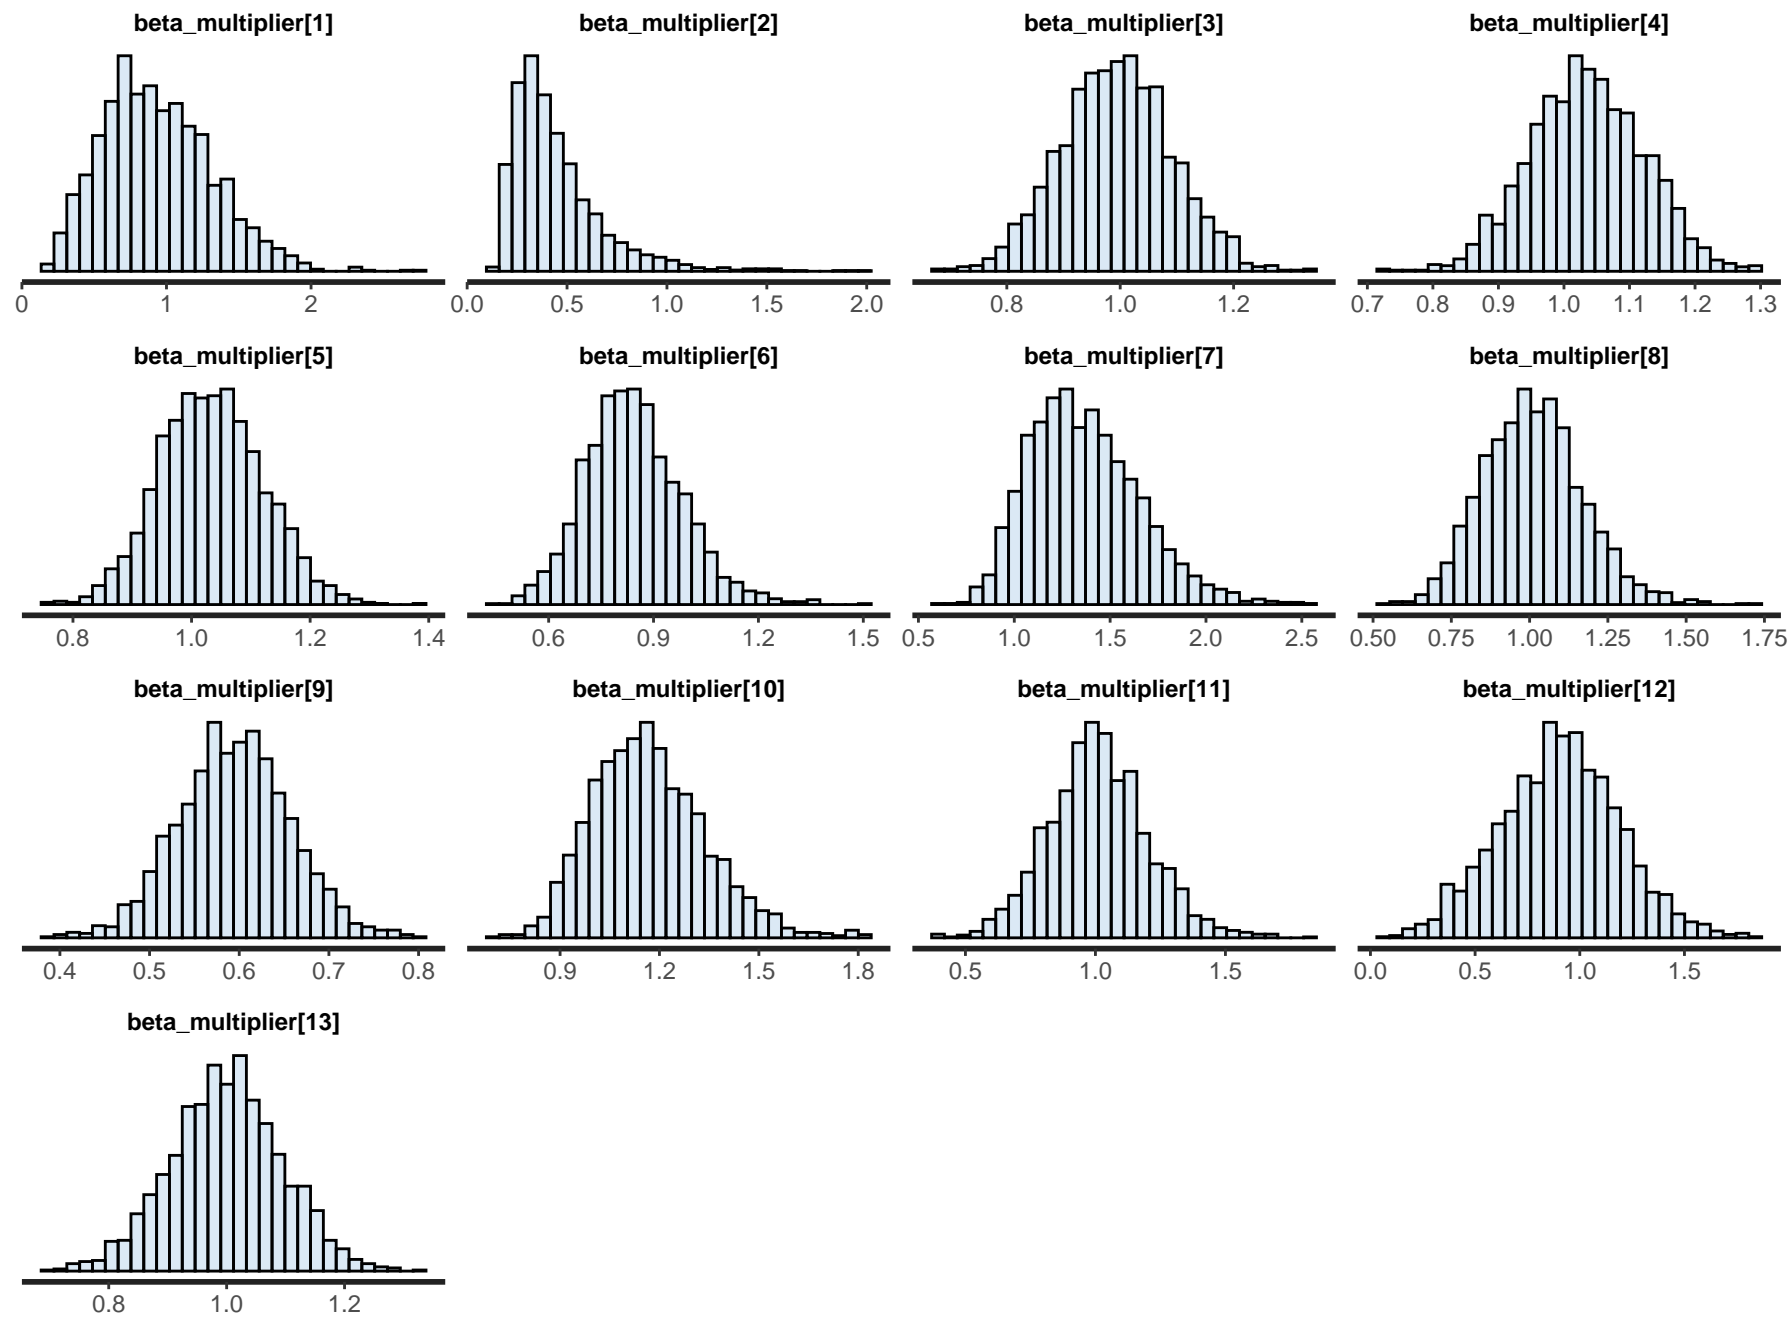 beta_multiplier[1] beta_multiplier[2] beta_multiplier[3] beta_multiplier[4]
0 1 2 0.0 0.5 1.0 1.5 2.0 0.8 1.0 1.2 0.7 0.8 0.9 1.0 1.1 1.2 1.3
beta_multiplier[5] beta_multiplier[6] beta_multiplier[7] beta_multiplier[8]
0.8 1.0 1.2 1.4 0.6 0.9 1.2 1.5 0.5 1.0 1.5 2.0 2.5 0.50 0.75 1.00 1.25 1.50 1.75
beta_multiplier[9] beta_multiplier[10] beta_multiplier[11] beta_multiplier[12]
0.4 0.5 0.6 0.7 0.8 0.9 1.2 1.5 1.8 0.5 1.0 1.5 0.0 0.5 1.0 1.5
beta_multiplier[13]
0.8 1.0 1.2